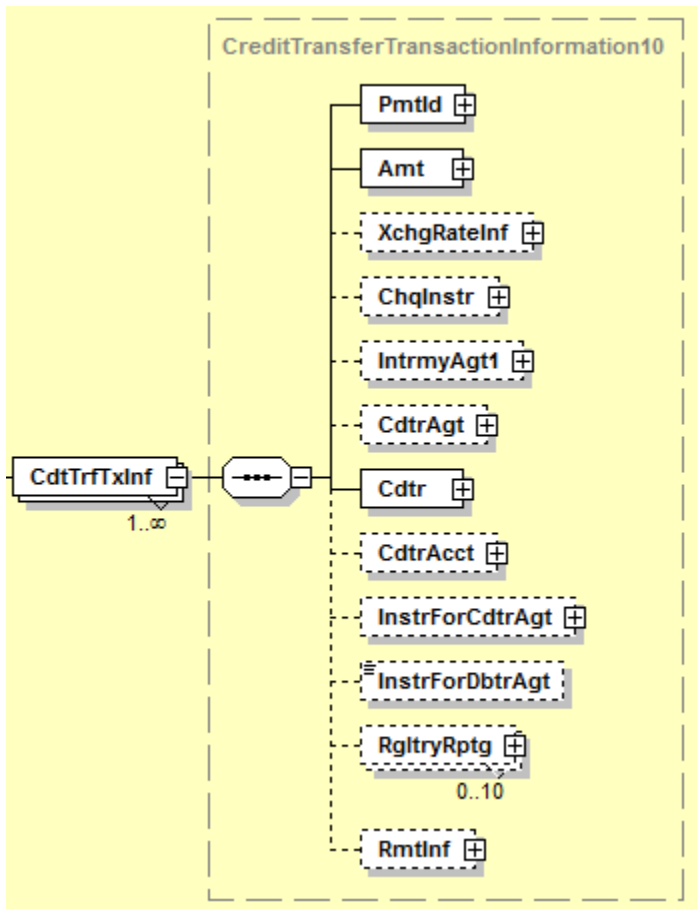 CreditTransferTransactionInformation10
PmtId
Amt
XchgRateInf
ChqInstr
IntrmyAgt1
CdtrAgt
CdtTrfTxInf
1..∞
Cdtr
CdtrAcct
InstrForCdtrAgt
InstrForDbtrAgt
RgltryRptg
0..10
RmtInf